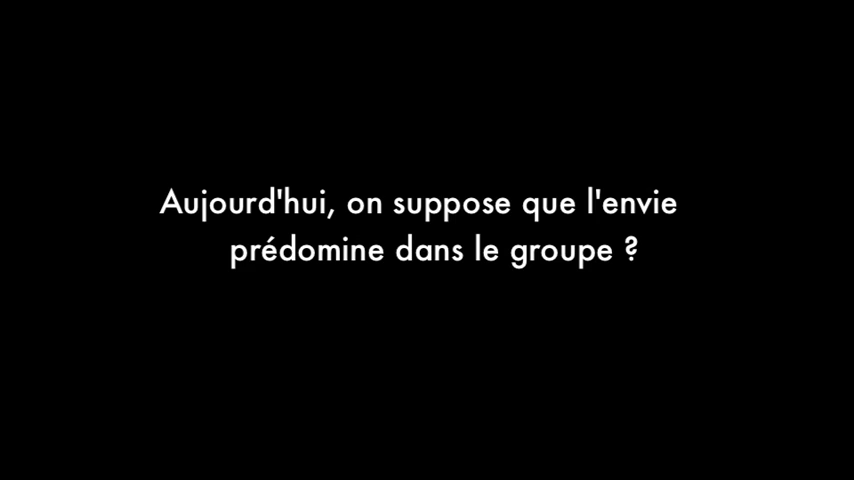 Aujourd'hui, on suppose que l'envie
prédomine dans le groupe ?